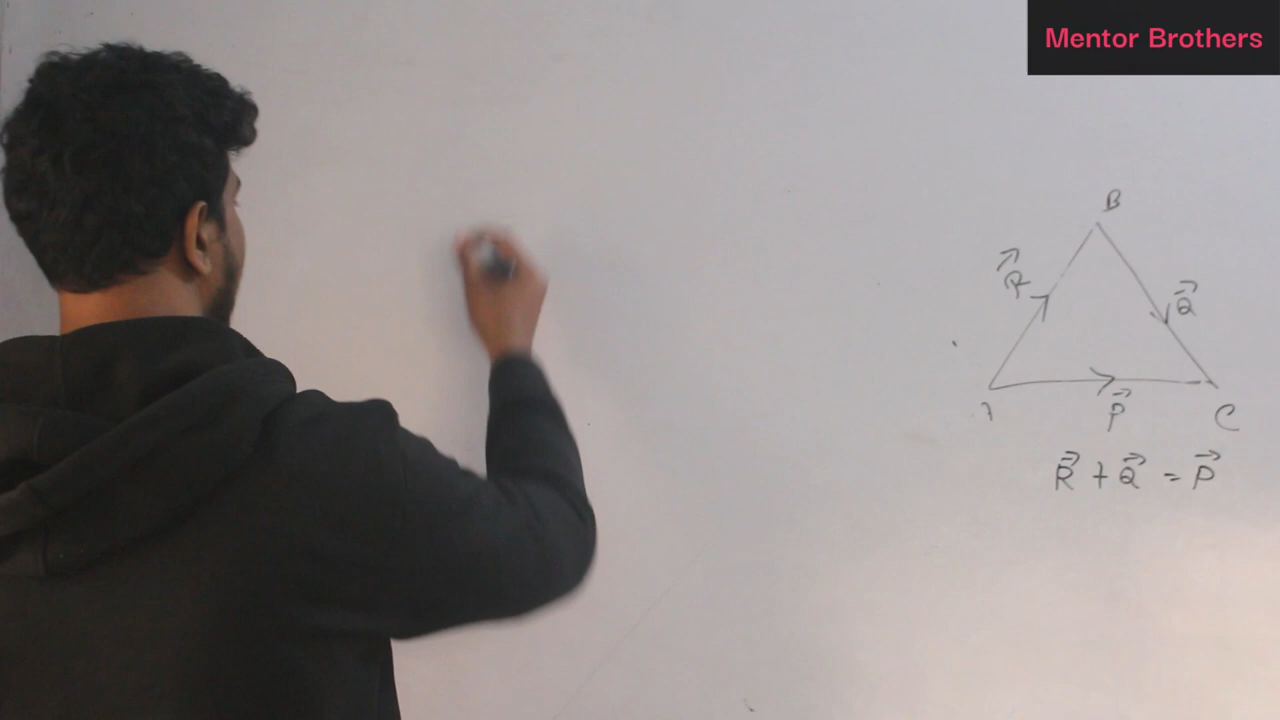 Mentor Brothers
B
R⃗
Q⃗
P⃗
C
R⃗ + Q⃗ = P⃗